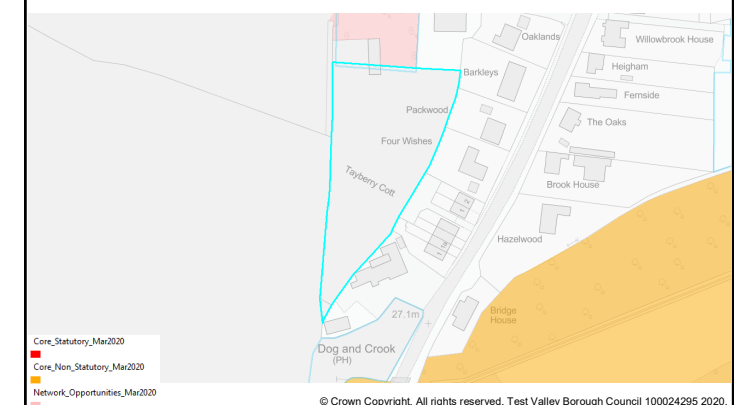 Oaklands
Willowbrook House
Barkleys
Heigham
Fernside
Packwood
The Oaks
Four Wishes
Tayberry Cott
Brook House
1 2
Hazelwood
27.1m
Bridge
House
Dog and Crook
(PH)
Core_Statutory_Mar2020
Core_Non_Statutory_Mar2020
Network_Opportunities_Mar2020
© Crown Copyright. All rights reserved. Test Valley Borough Council 100024295 2020.